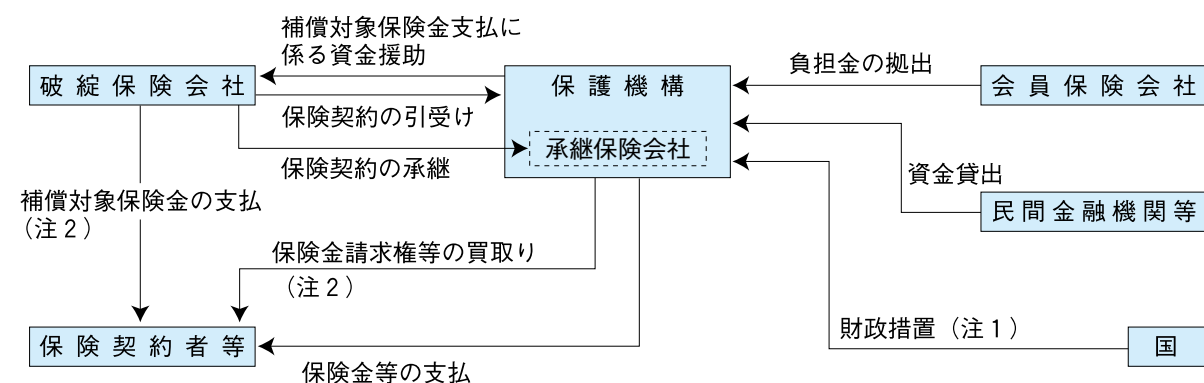 補償対象保険金支払に
係る資金援助
破綻保険会社
保護機構
負担金の拠出
会員保険会社
保険契約の引受け
承継保険会社
保険契約の承継
資金貸出
補償対象保険金の支払
（注２）
民間金融機関等
保険金請求権等の買取り
（注２）
財政措置（注１）
保険契約者等
国
保険金等の支払